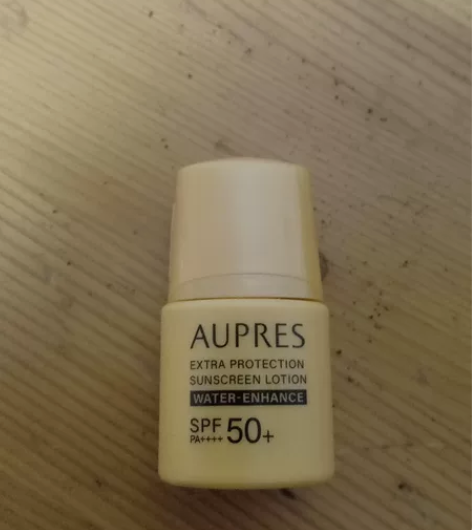 AUPRES
EXTRA PROTECTION
SUNSCREEN LOTION
WATER-ENHANCE
SPF 50+
PA++++